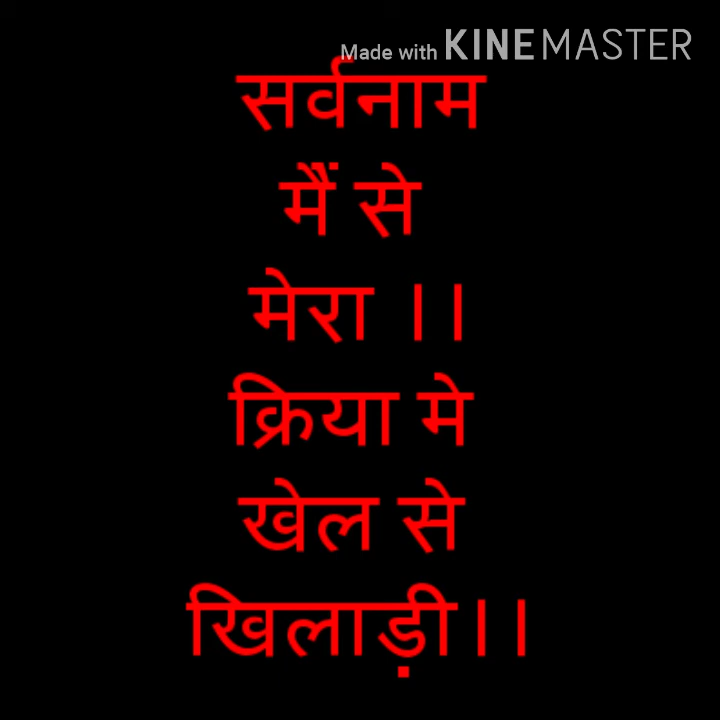 Made with KINEMASTER
सर्वनाम
मैं से
मेरा ।।
क्रिया मे
खेल से
खिलाड़ी।।